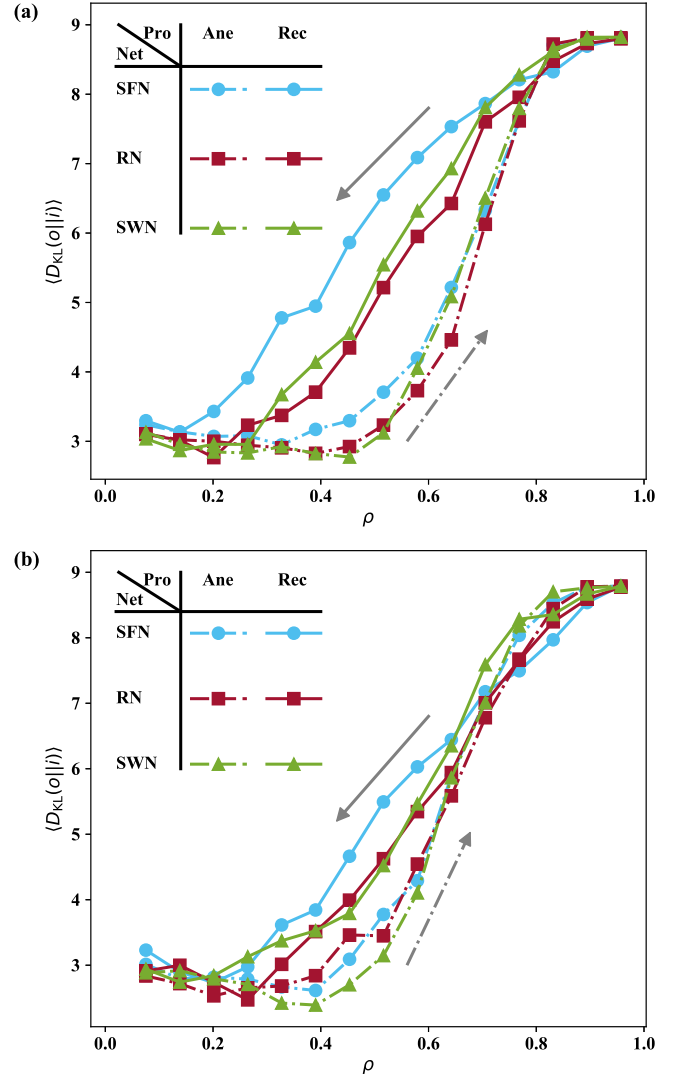 (a)
9
8
7
6
5
4
3
⟨D_KL(o||i)⟩
Pro Ane Rec
Net
SFN
RN
SWN
0.0 0.2 0.4 0.6 0.8 1.0
ρ
(b)
9
8
7
6
5
4
3
⟨D_KL(o||i)⟩
Pro Ane Rec
Net
SFN
RN
SWN
0.0 0.2 0.4 0.6 0.8 1.0
ρ